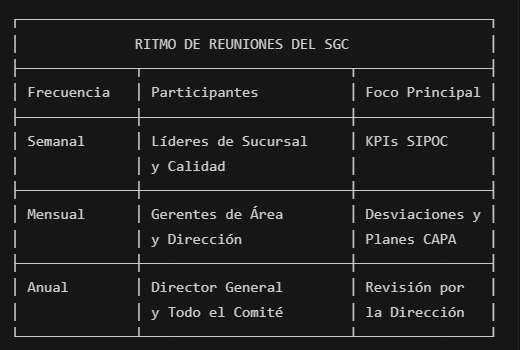 RITMO DE REUNIONES DEL SGC
Frecuencia Participantes Foco Principal
Semanal Líderes de Sucursal KPIs SIPOC
y Calidad
Mensual Gerentes de Área Desviaciones y
y Dirección Planes CAPA
Anual Director General Revisión por
y Todo el Comité la Dirección